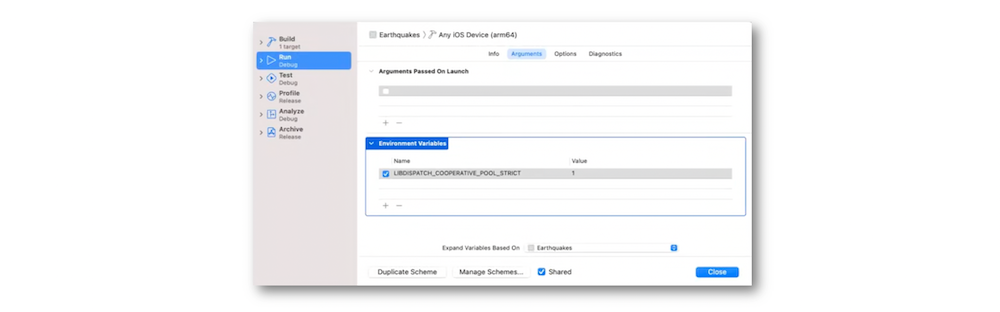 Build
1 target
Run
Debug
Test
Debug
Profile
Release
Analyze
Debug
Archive
Release
Earthquakes 〉 Any iOS Device (arm64)
Info Arguments Options Diagnostics
Arguments Passed On Launch
+ −
Environment Variables
Name Value
LIBDISPATCH_COOPERATIVE_POOL_STRICT 1
+ −
Expand Variables Based On Earthquakes
Duplicate Scheme Manage Schemes... Shared Close